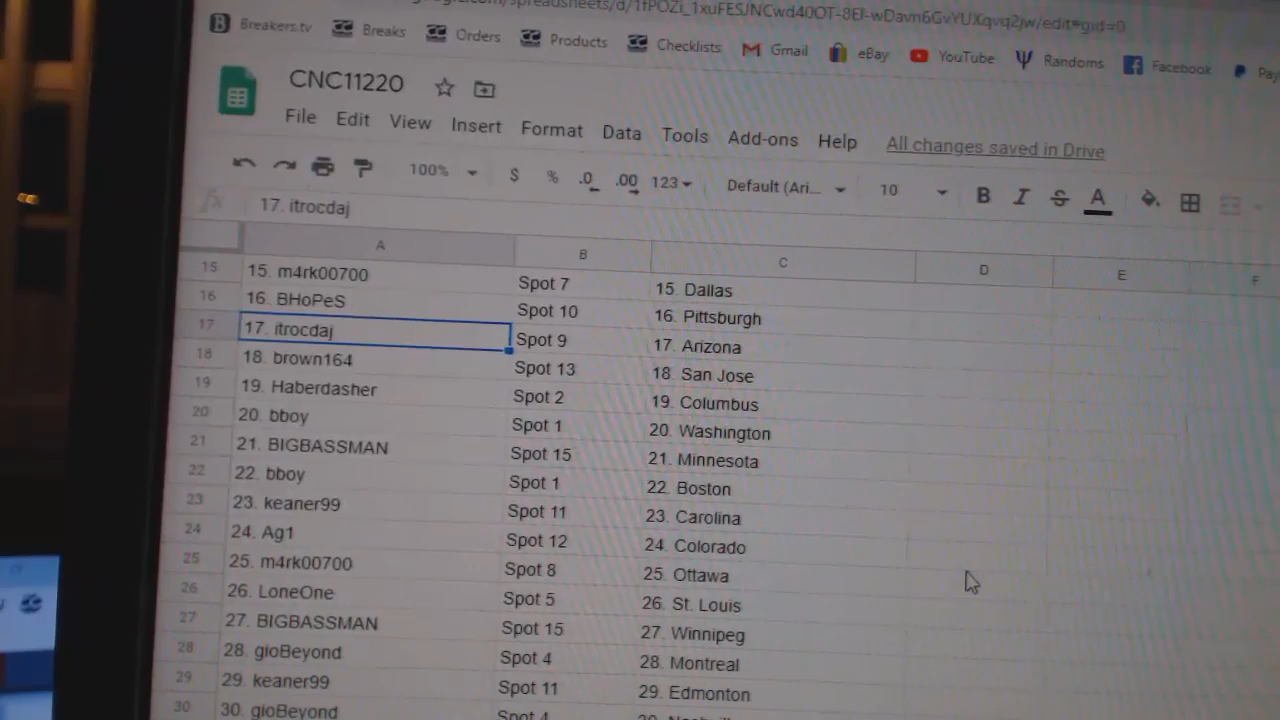 Breakers.tv Breaks Orders Products Checklists Gmail eBay YouTube Randoms Facebook
CNC11220
File Edit View Insert Format Data Tools Add-ons Help All changes saved in Drive
100% $ % .0 .00 123 Default (Ari... 10 B I S A
fx 17. itrocdaj
A B C D E F
15 15. m4rk00700 Spot 7 15. Dallas
16 16. BHoPeS Spot 10 16. Pittsburgh
17 17. itrocdaj Spot 9 17. Arizona
18 18. brown164 Spot 13 18. San Jose
19 19. Haberdasher Spot 2 19. Columbus
20 20. bboy Spot 1 20. Washington
21 21. BIGBASSMAN Spot 15 21. Minnesota
22 22. bboy Spot 1 22. Boston
23 23. keaner99 Spot 11 23. Carolina
24 24. Ag1 Spot 12 24. Colorado
25 25. m4rk00700 Spot 8 25. Ottawa
26 26. LoneOne Spot 5 26. St. Louis
27 27. BIGBASSMAN Spot 15 27. Winnipeg
28 28. gioBeyond Spot 4 28. Montreal
29 29. keaner99 Spot 11 29. Edmonton
30 30. gioBeyond Spot 4